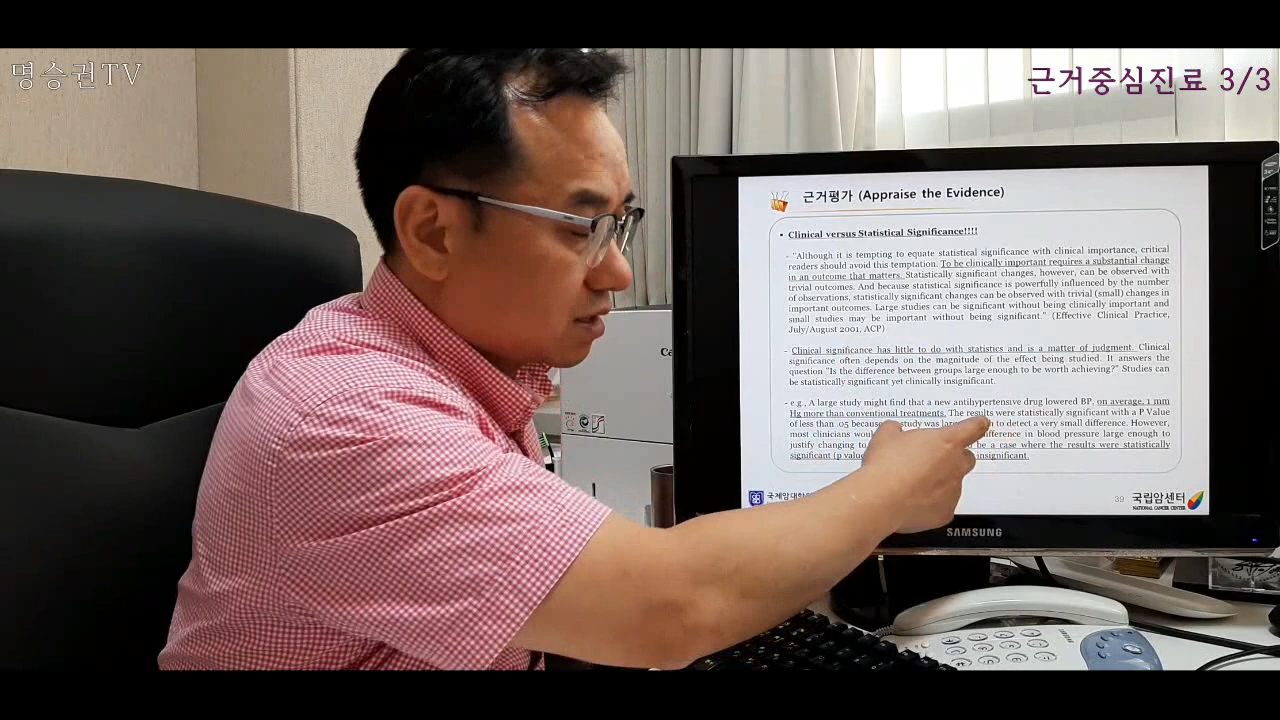 명승권TV
근거중심진료 3/3
근거평가 (Appraise the Evidence)
• Clinical versus Statistical Significance!!!!
- "Although it is tempting to equate statistical significance with clinical importance, critical
readers should avoid this temptation. To be clinically important requires a substantial change
in an outcome that matters. Statistically significant changes, however, can be observed with
trivial outcomes. And because statistical significance is powerfully influenced by the number
of observations, statistically significant changes can be observed with trivial (small) changes in
important outcomes. Large studies can be significant without being clinically important and
small studies may be important without being significant." (Effective Clinical Practice,
July/August 2001, ACP)
- Clinical significance has little to do with statistics and is a matter of judgment. Clinical
significance often depends on the magnitude of the effect being studied. It answers the
question "Is the difference between groups large enough to be worth achieving?" Studies can
be statistically significant yet clinically insignificant.
- e.g., A large study might find that a new antihypertensive drug lowered BP, on average, 1 mm
Hg more than conventional treatments. The results were statistically significant with a P Value
of less than .05 because study was to detect a very small difference. However,
most clinicians difference in blood pressure large enough to
justify changing to a case where the results were statistically
significant (p insignificant.
국제암대학
39 국립암센터
NATIONAL CANCER CENTER
SAMSUNG